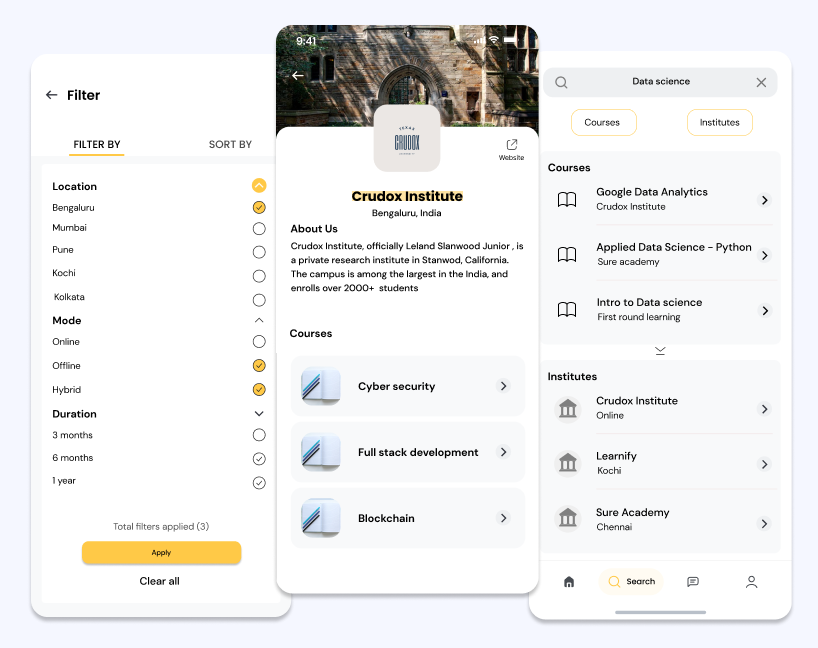 Filter
FILTER BY
SORT BY
Location
Bengaluru
Mumbai
Pune
Kochi
Kolkata
Mode
Online
Offline
Hybrid
Duration
3 months
6 months
1 year
Total filters applied (3)
Apply
Clear all
9:41
TEXAS
CRUDOX
Website
Crudox Institute
Bengaluru, India
About Us
Crudox Institute, officially Leland Slanwood Junior , is
a private research institute in Stanwod, California.
The campus is among the largest in the India, and
enrolls over 2000+ students
Courses
Cyber security
Full stack development
Blockchain
Data science
Courses
Institutes
Courses
Google Data Analytics
Crudox Institute
Applied Data Science - Python
Sure academy
Intro to Data science
First round learning
Institutes
Crudox Institute
Online
Learnify
Kochi
Sure Academy
Chennai
Search